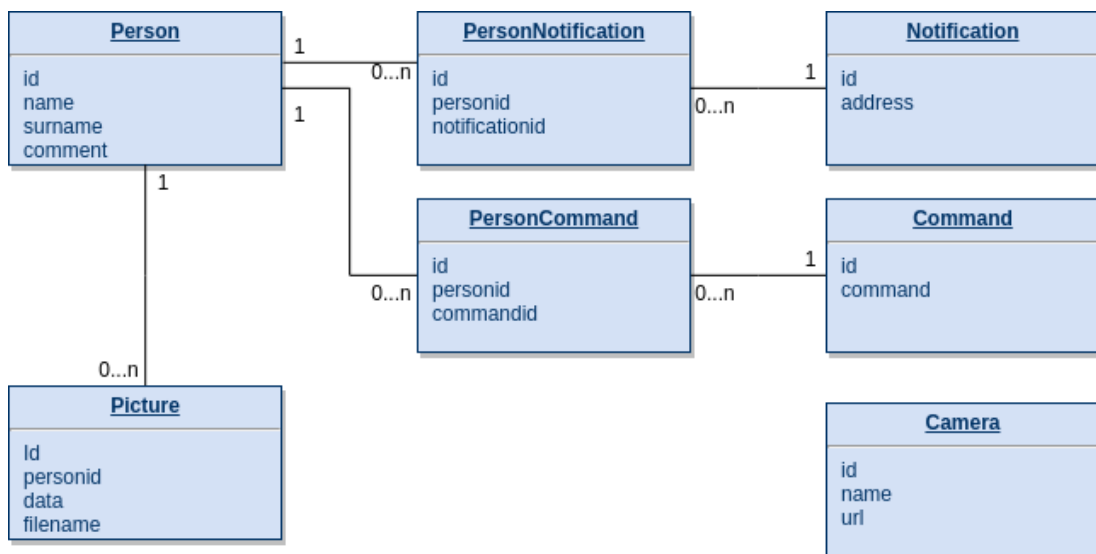 Person
id
name
surname
comment
1
0...n
PersonNotification
id
personid
notificationid
0...n
1
Notification
id
address
1
0...n
PersonCommand
id
personid
commandid
0...n
1
Command
id
command
1
0...n
Picture
Id
personid
data
filename
Camera
id
name
url